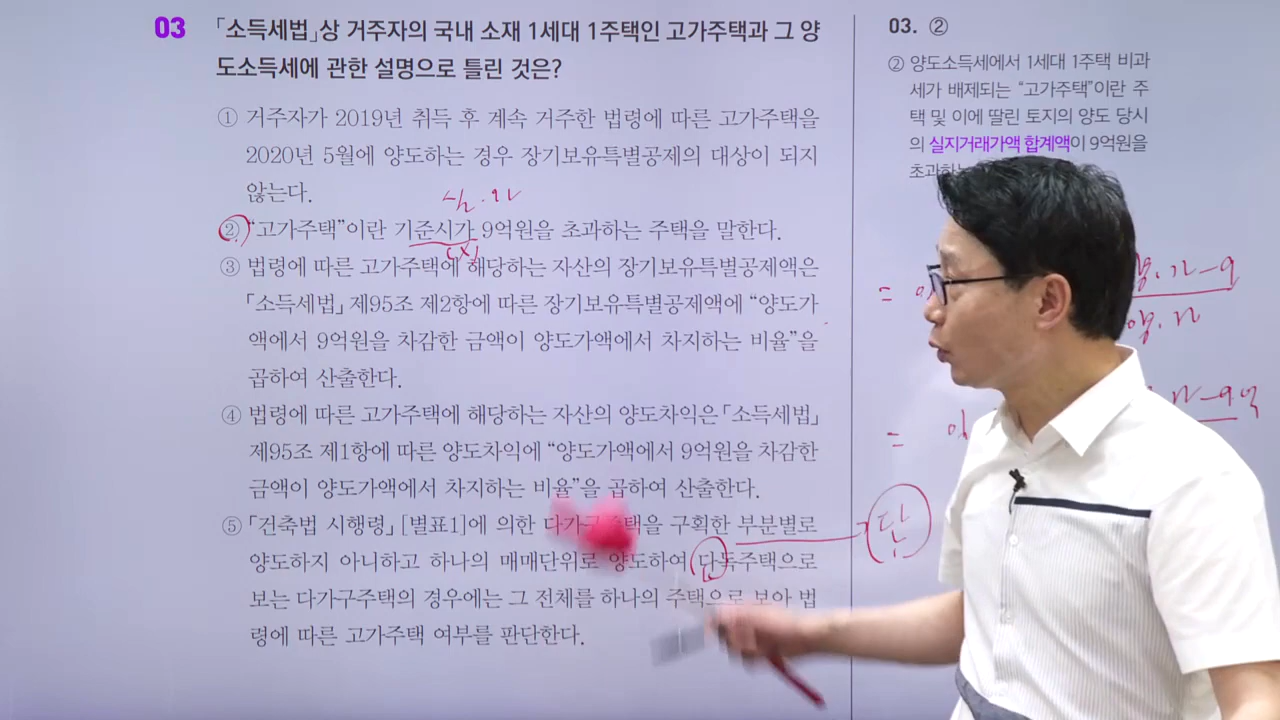 03
「소득세법」상 거주자의 국내 소재 1세대 1주택인 고가주택과 그 양
도소득세에 관한 설명으로 틀린 것은?
① 거주자가 2019년 취득 후 계속 거주한 법령에 따른 고가주택을
2020년 5월에 양도하는 경우 장기보유특별공제의 대상이 되지
않는다.
실.
② “고가주택”이란 기준시가 9억원을 초과하는 주택을 말한다.
(X)
③ 법령에 따른 고가주택에 해당하는 자산의 장기보유특별공제액은
「소득세법」 제95조 제2항에 따른 장기보유특별공제액에 “양도가
액에서 9억원을 차감한 금액이 양도가액에서 차지하는 비율”을
곱하여 산출한다.
④ 법령에 따른 고가주택에 해당하는 자산의 양도차익은 「소득세법」
제95조 제1항에 따른 양도차익에 “양도가액에서 9억원을 차감한
금액이 양도가액에서 차지하는 비율”을 곱하여 산출한다.
⑤ 「건축법 시행령」 [별표1]에 의한 다가구주택을 구획한 부분별로
양도하지 아니하고 하나의 매매단위로 양도하여 단독주택으로
보는 다가구주택의 경우에는 그 전체를 하나의 주택으로 보아 법
령에 따른 고가주택 여부를 판단한다.
03. ②
② 양도소득세에서 1세대 1주택 비과
세가 배제되는 “고가주택”이란 주
택 및 이에 딸린 토지의 양도 당시
의 실지거래가액 합계액이 9억원을
초과하
=
=
단